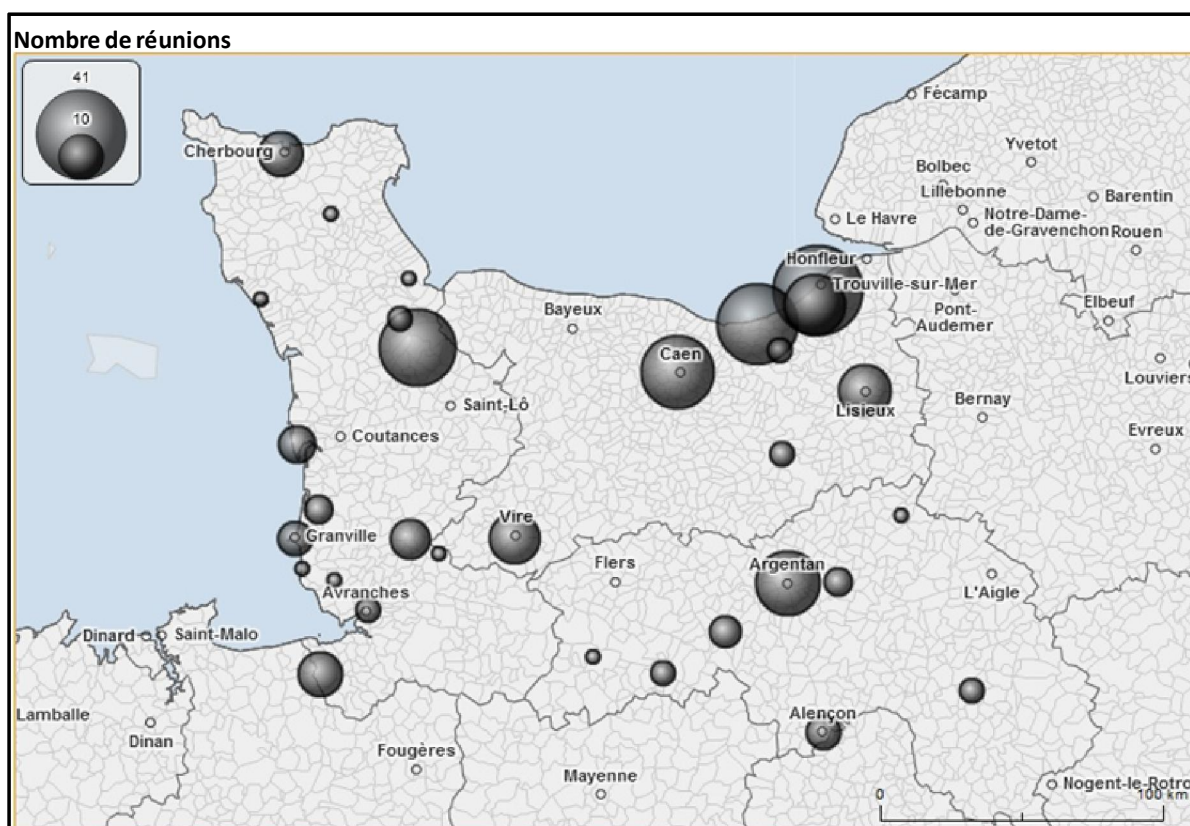 Nombre de réunions
41
10
Fécamp
Cherbourg
Yvetot
Bolbec
Lillebonne
Barentin
Le Havre
Notre-Dame-
de-Gravenchon
Rouen
Honfleur
Trouville-sur-Mer
Elbeuf
Bayeux
Pont-
Audemer
Caen
Louviers
Saint-Lô
Lisieux
Bernay
Coutances
Evreux
Vire
Granville
Flers
Argentan
L'Aigle
Avranches
Dinard
Saint-Malo
Lamballe
Alençon
Dinan
Fougères
Mayenne
Nogent-le-Rotro
0
100 km